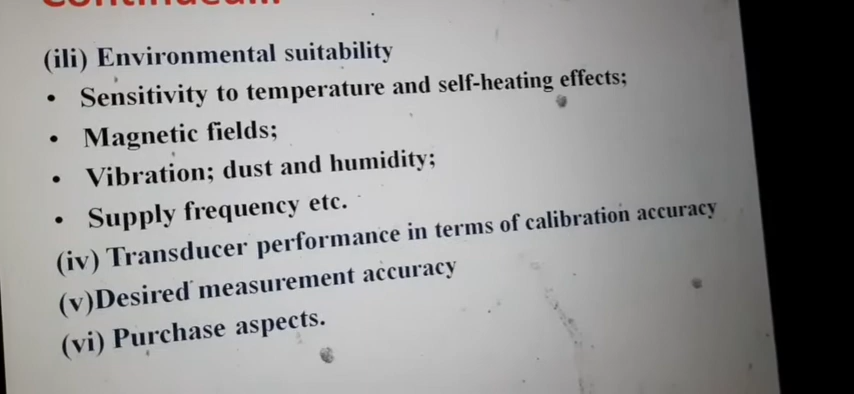 (ili) Environmental suitability
• Sensitivity to temperature and self-heating effects;
• Magnetic fields;
• Vibration; dust and humidity;
• Supply frequency etc.
(iv) Transducer performance in terms of calibration accuracy
(v)Desired measurement accuracy
(vi) Purchase aspects.